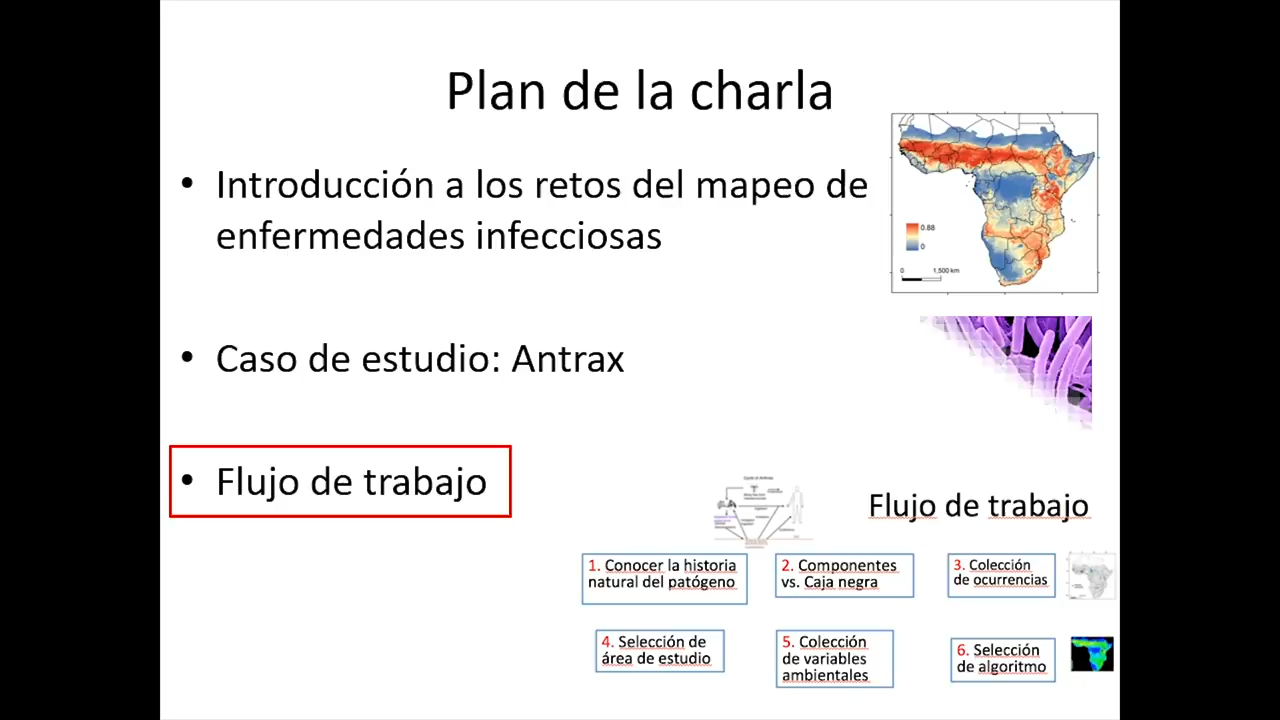 Plan de la charla
• Introducción a los retos del mapeo de
enfermedades infecciosas
0.88
0
0
1,500 km
• Caso de estudio: Antrax
• Flujo de trabajo
Flujo de trabajo
1. Conocer la historia
natural del patógeno
2. Componentes
vs. Caja negra
3. Colección
de ocurrencias
4. Selección de
área de estudio
5. Colección
de variables
ambientales
6. Selección
de algoritmo